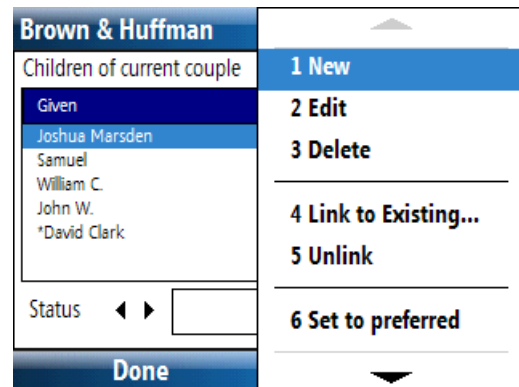 Brown & Huffman
Children of current couple
Given
Joshua Marsden
Samuel
William C.
John W.
*David Clark
Status
Done
1 New
2 Edit
3 Delete
4 Link to Existing...
5 Unlink
6 Set to preferred